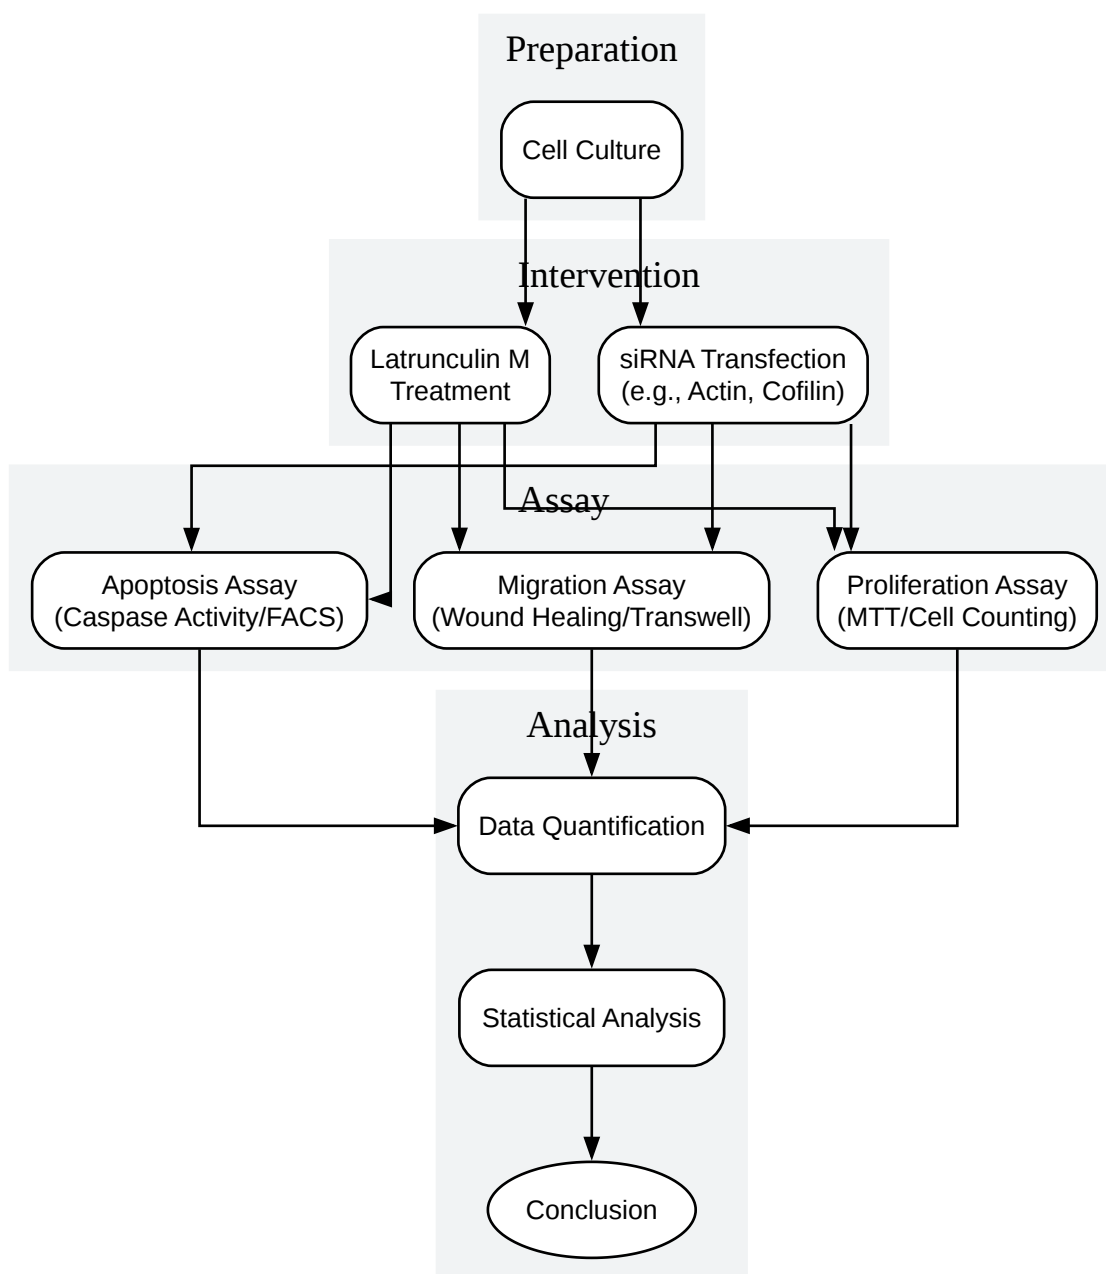 Preparation
Cell Culture
Intervention
Latrunculin M
Treatment
siRNA Transfection
(e.g., Actin, Cofilin)
Assay
Apoptosis Assay
(Caspase Activity/FACS)
Migration Assay
(Wound Healing/Transwell)
Proliferation Assay
(MTT/Cell Counting)
Analysis
Data Quantification
Statistical Analysis
Conclusion